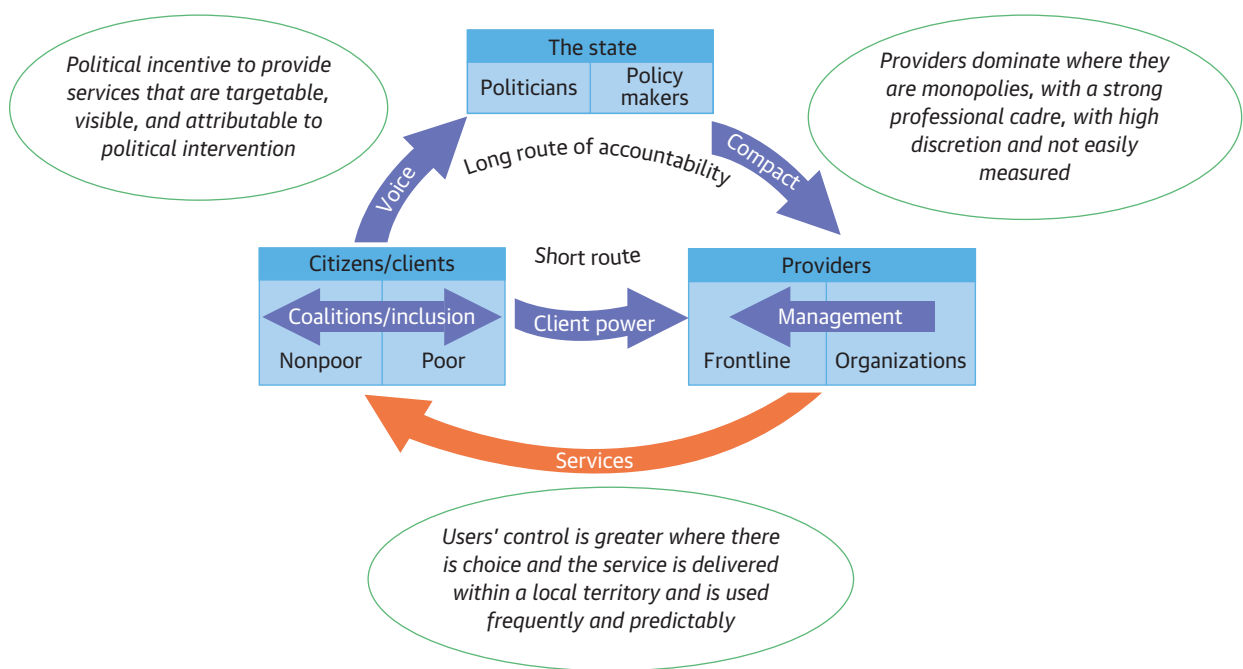 Political incentive to provide
services that are targetable,
visible, and attributable to
political intervention
The state
Politicians
Policy
makers
Providers dominate where they
are monopolies, with a strong
professional cadre, with high
discretion and not easily
measured
Voice
Long route of accountability
Compact
Citizens/clients
Coalitions/inclusion
Nonpoor
Poor
Short route
Client power
Providers
Management
Frontline
Organizations
Services
Users' control is greater where there
is choice and the service is delivered
within a local territory and is used
frequently and predictably